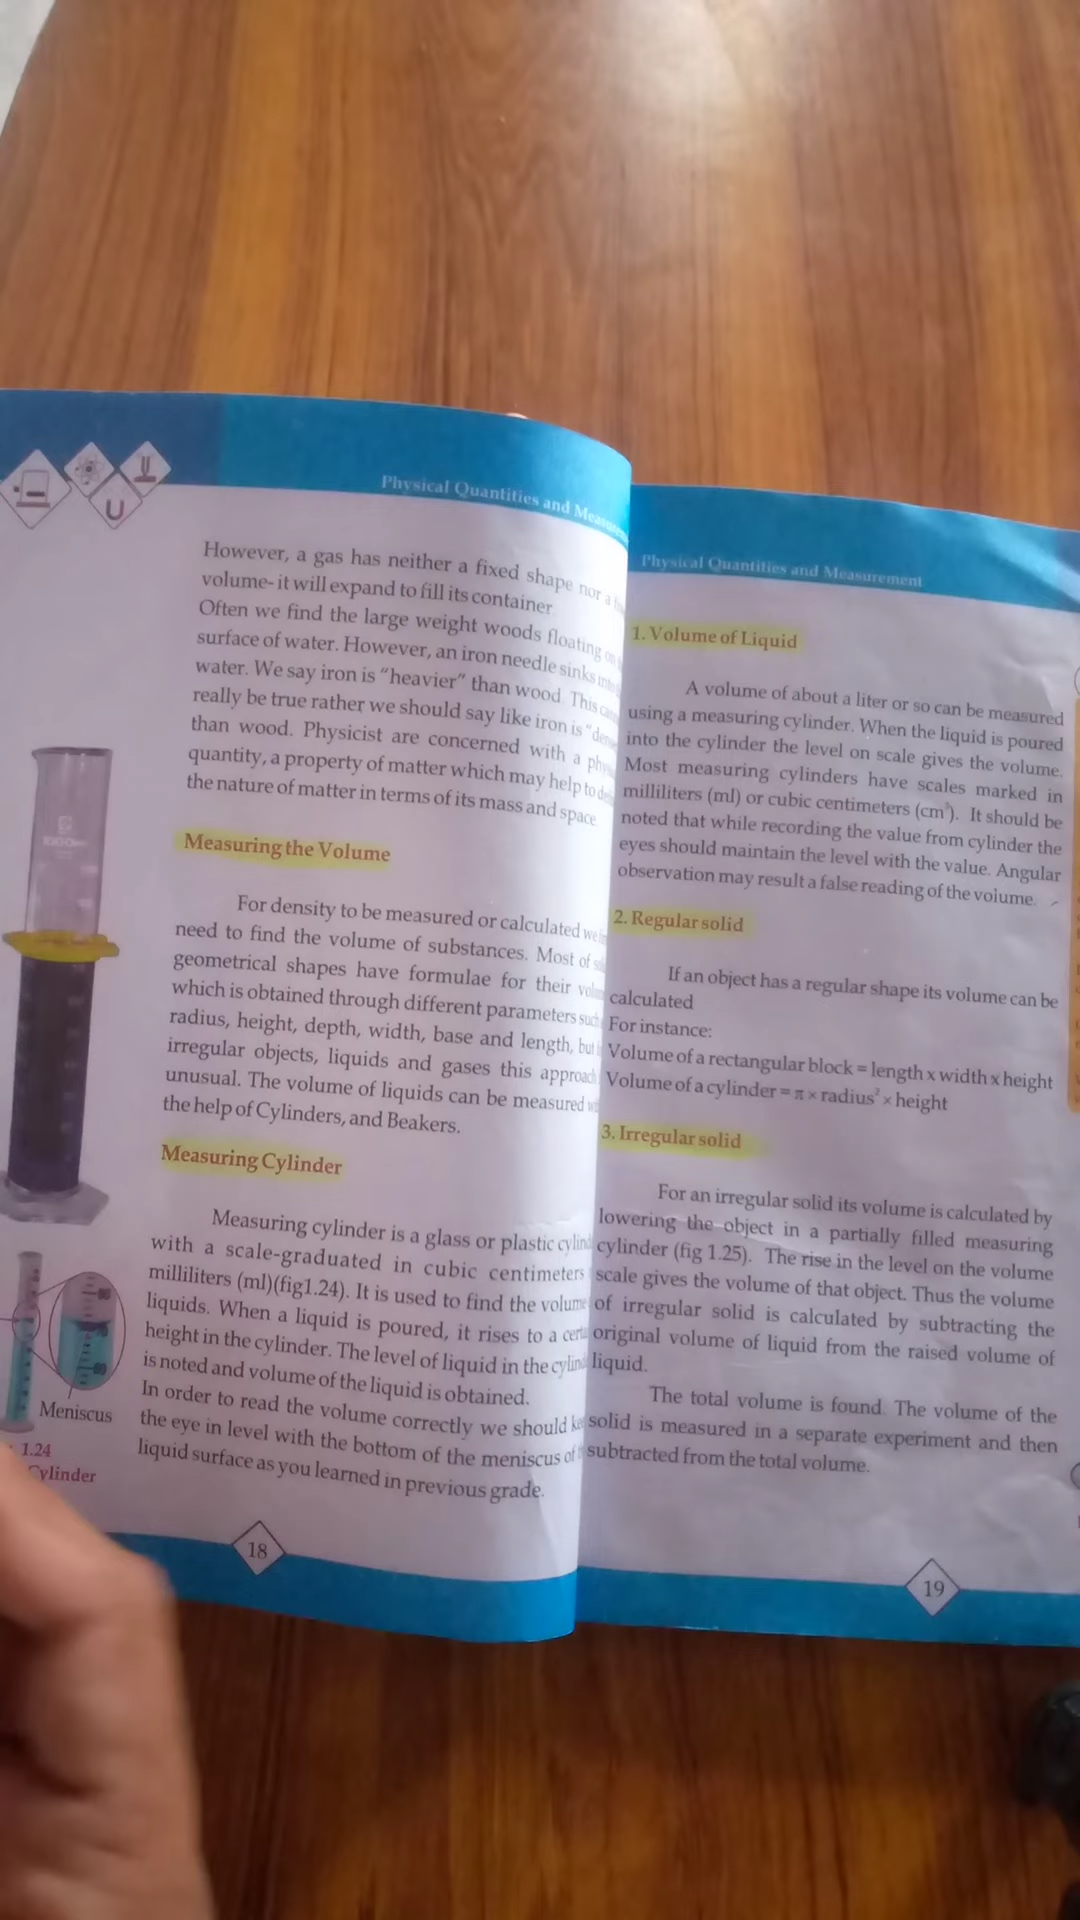 Physical Quantities and
However, a gas has neither a fixed shape nor a
volume- it will expand to fill its container.
Often we find the large weight woods floating on
surface of water. However, an iron needle sinks into
water. We say iron is "heavier" than wood. This
really be true rather we should say like iron is
than wood. Physicist are concerned with a
quantity, a property of matter which may help to
the nature of matter in terms of its mass and space.
Measuring the Volume
For density to be measured or calculated we
need to find the volume of substances. Most of
geometrical shapes have formulae for their
which is obtained through different parameters such
radius, height, depth, width, base and length, but
irregular objects, liquids and gases this approach
unusual. The volume of liquids can be measured
the help of Cylinders, and Beakers.
Measuring Cylinder
Measuring cylinder is a glass or plastic
with a scale-graduated in cubic centimeters
milliliters (ml)(fig1.24). It is used to find the volume
liquids. When a liquid is poured, it rises to a
height in the cylinder. The level of liquid in the
is noted and volume of the liquid is obtained.
In order to read the volume correctly we should
the eye in level with the bottom of the meniscus of
liquid surface as you learned in previous grade.
Meniscus
1.24
Cylinder
18
Physical Quantities and Measurement
1. Volume of Liquid
A volume of about a liter or so can be measured
using a measuring cylinder. When the liquid is poured
into the cylinder the level on scale gives the volume.
Most measuring cylinders have scales marked in
milliliters (ml) or cubic centimeters (cm³). It should be
noted that while recording the value from cylinder the
eyes should maintain the level with the value. Angular
observation may result a false reading of the volume.
2. Regular solid
If an object has a regular shape its volume can be
calculated
For instance:
Volume of a rectangular block = length x width x height
Volume of a cylinder = π × radius² × height
3. Irregular solid
For an irregular solid its volume is calculated by
lowering the object in a partially filled measuring
cylinder (fig 1.25). The rise in the level on the volume
scale gives the volume of that object. Thus the volume
of irregular solid is calculated by subtracting the
original volume of liquid from the raised volume of
liquid.
The total volume is found. The volume of the
solid is measured in a separate experiment and then
subtracted from the total volume.
19